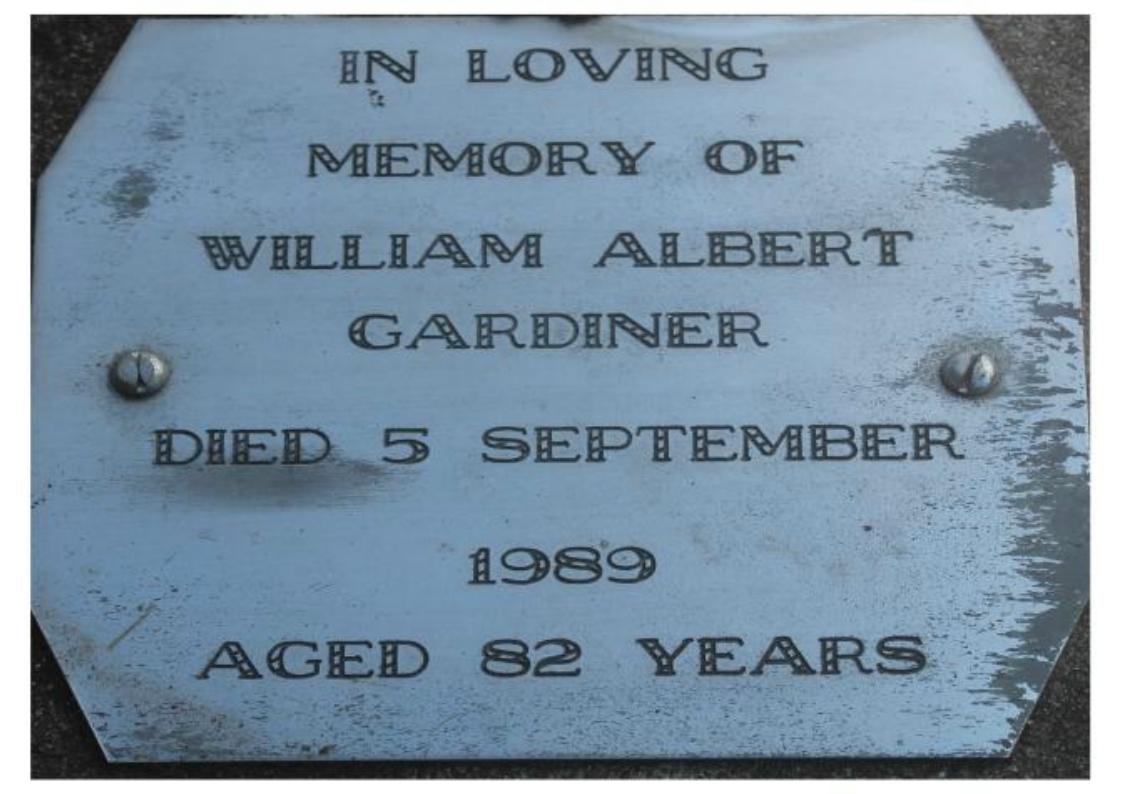 IN LOVING
MEMORY OF
WILLIAM ALBERT
GARDINER
DIED 5 SEPTEMBER
1989
AGED 82 YEARS